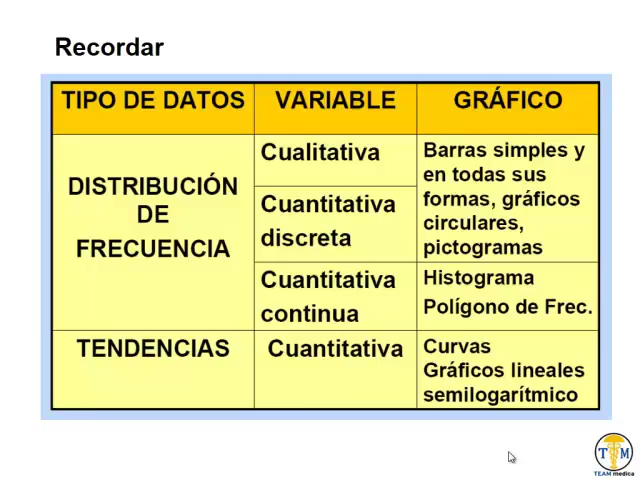 Recordar
TIPO DE DATOS VARIABLE GRÁFICO
DISTRIBUCIÓN
DE
FRECUENCIA
Cualitativa
Cuantitativa
discreta
Barras simples y
en todas sus
formas, gráficos
circulares,
pictogramas
Cuantitativa
continua
Histograma
Polígono de Frec.
TENDENCIAS
Cuantitativa
Curvas
Gráficos lineales
semilogarítmico
T M
TEAM medica